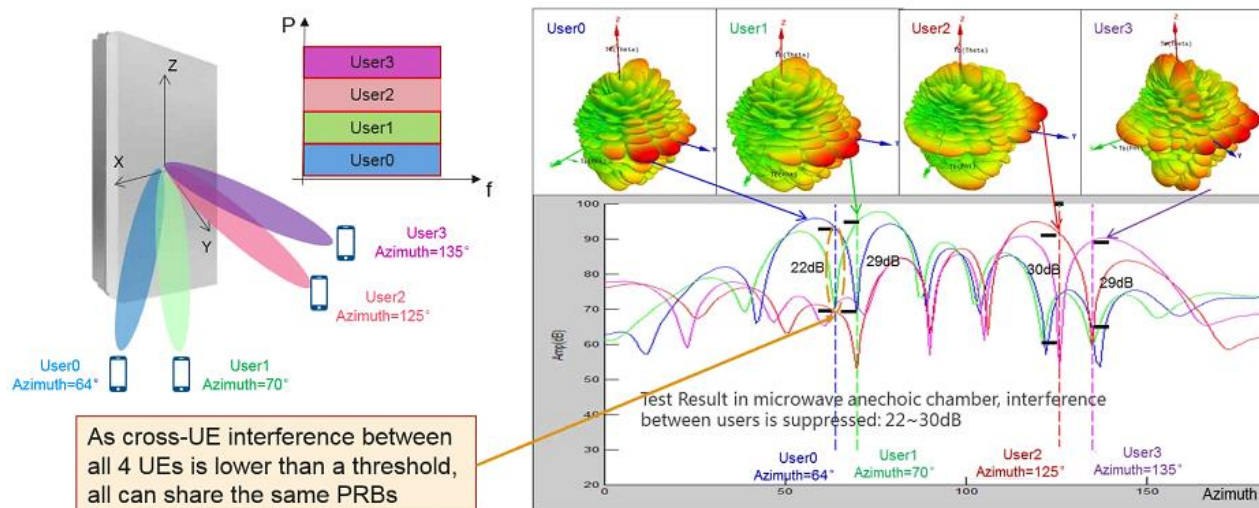 P
User3
User2
User1
User0
f
Z
X
Y
User3
Azimuth=135°
User2
Azimuth=125°
User0
Azimuth=64°
User1
Azimuth=70°
As cross-UE interference between
all 4 UEs is lower than a threshold,
all can share the same PRBs
User0
User1
User2
User3
Z
Z
Z
Z
Y
Y
Y
Y
100
90
80
70
60
50
40
30
20
Amp(dB)
22dB
29dB
30dB
29dB
Test Result in microwave anechoic chamber, interference
between users is suppressed: 22~30dB
User0
Azimuth=64°
User1
Azimuth=70°
User2
Azimuth=125°
User3
Azimuth=135°
0
50
100
150
Azimuth